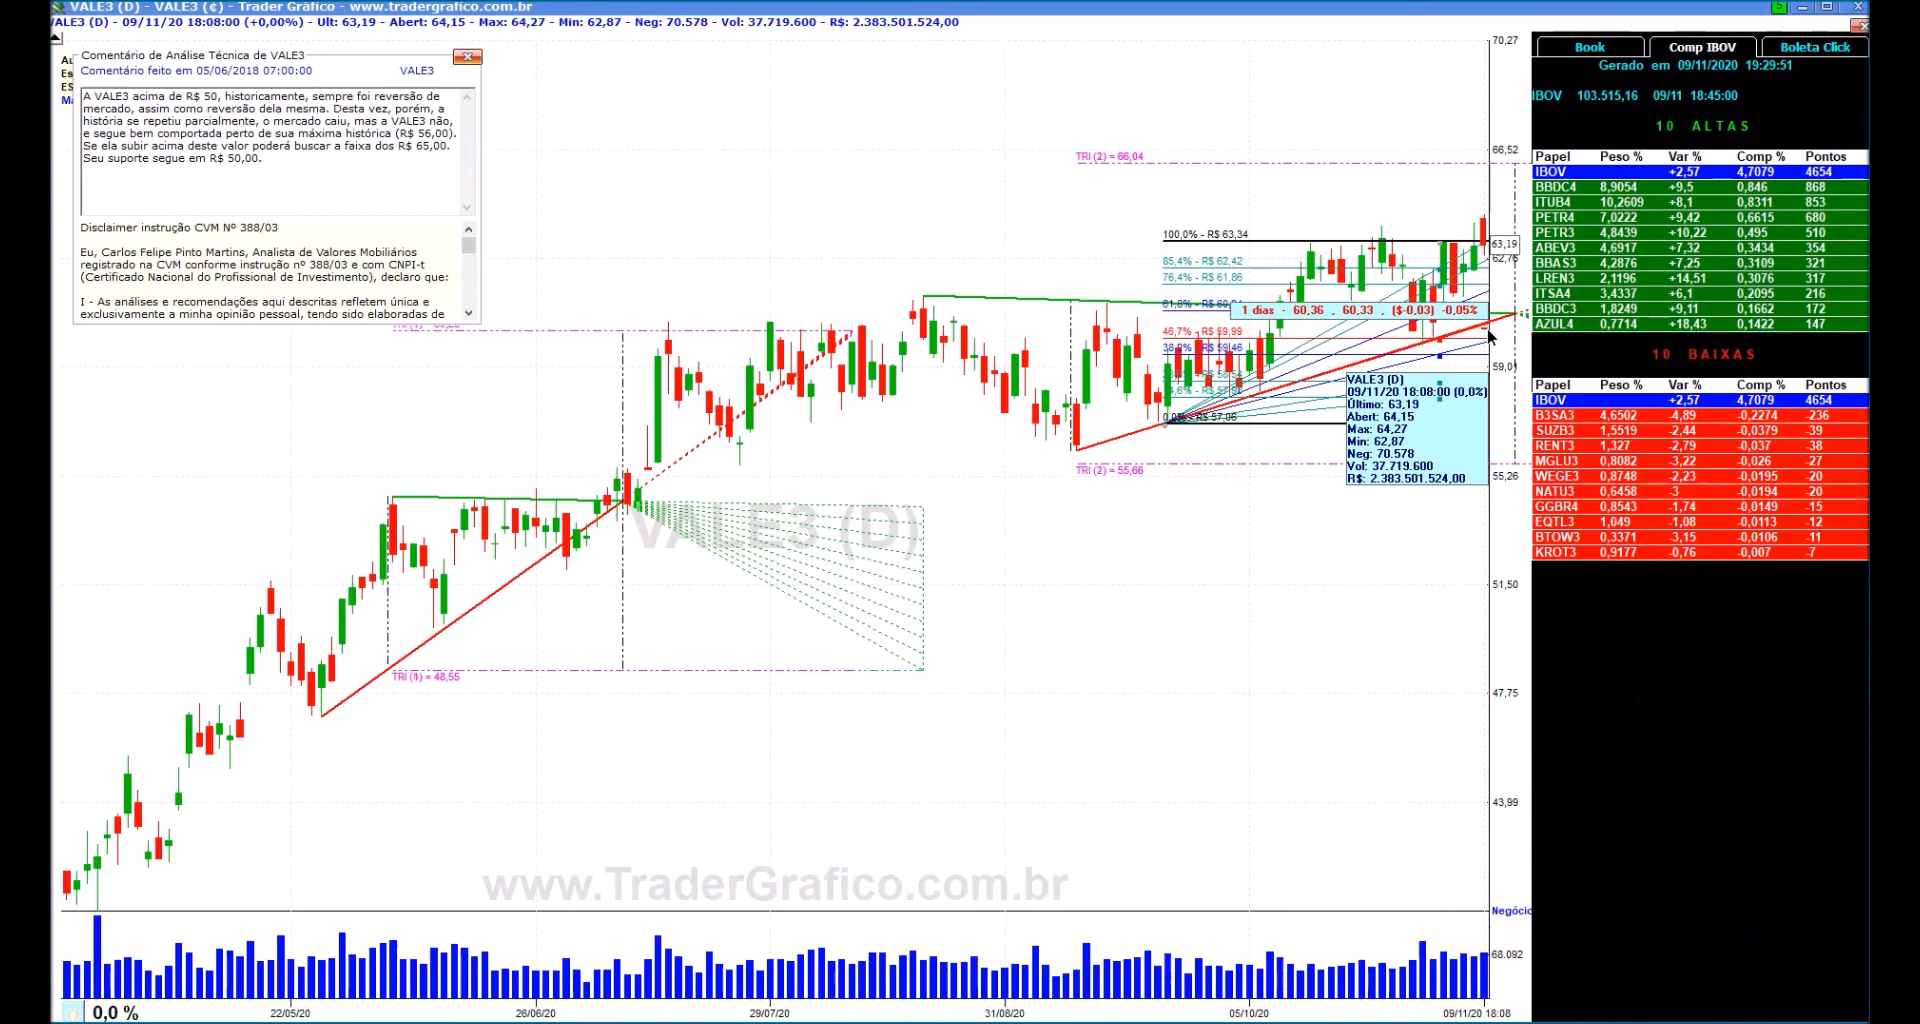 VALE3 (D) - VALE3 (¢) - Trader Gráfico - www.tradergrafico.com.br
VALE3 (D) - 09/11/20 18:08:00 (+0,00%) - Ult: 63,19 - Abert: 64,15 - Max: 64,27 - Min: 62,87 - Neg: 70.578 - Vol: 37.719.600 - R$: 2.383.501.524,00
Comentário de Análise Técnica de VALE3
Comentário feito em 05/06/2018 07:00:00 VALE3
A VALE3 acima de R$ 50, historicamente, sempre foi reversão de
mercado, assim como reversão dela mesma. Desta vez, porém, a
história se repetiu parcialmente, o mercado caiu, mas a VALE3 não,
e segue bem comportada perto de sua máxima histórica (R$ 56,00).
Se ela subir acima deste valor poderá buscar a faixa dos R$ 65,00.
Seu suporte segue em R$ 50,00.
Disclaimer instrução CVM Nº 388/03
Eu, Carlos Felipe Pinto Martins, Analista de Valores Mobiliários
registrado na CVM conforme instrução nº 388/03 e com CNPI-t
(Certificado Nacional do Profissional de Investimento), declaro que:
I - As análises e recomendações aqui descritas refletem única e
exclusivamente a minha opinião pessoal, tendo sido elaboradas de
TRI (2) = 66,04
100,0% - R$ 63,34
85,4% - R$ 62,42
76,4% - R$ 61,86
61,8% - R$ 60
1 dias - 60,36 , 60,33 , ($-0,03) -0,05%
46,7% - R$ 59,99
38,2% - R$ 59,46
0,0% - R$ 57,06
TRI (2) = 55,66
TRI (1) = 48,55
VALE3 (D)
09/11/20 18:08:00 (0,0%)
Último: 63,19
Abert: 64,15
Max: 64,27
Min: 62,87
Neg: 70.578
Vol: 37.719.600
R$: 2.383.501.524,00
VALE3 (D)
www.TraderGrafico.com.br
70,27
66,52
63,19
62,76
59,01
55,26
51,50
47,75
43,99
Negócio
68.092
0,0 %
22/05/20 26/06/20 29/07/20 31/08/20 05/10/20 09/11/20 18:08
Book Comp IBOV Boleta Click
Gerado em 09/11/2020 19:29:51
IBOV 103.515,16 09/11 18:45:00
10 ALTAS
Papel Peso % Var % Comp % Pontos
IBOV +2,57 4,7079 4654
BBDC4 8,9054 +9,5 0,846 868
ITUB4 10,2609 +8,1 0,8311 853
PETR4 7,0222 +9,42 0,6615 680
PETR3 4,8439 +10,22 0,495 510
ABEV3 4,6917 +7,32 0,3434 354
BBAS3 4,2876 +7,25 0,3109 321
LREN3 2,1196 +14,51 0,3076 317
ITSA4 3,4337 +6,1 0,2095 216
BBDC3 1,8249 +9,11 0,1662 172
AZUL4 0,7714 +18,43 0,1422 147
10 BAIXAS
Papel Peso % Var % Comp % Pontos
IBOV +2,57 4,7079 4654
B3SA3 4,6502 -4,89 -0,2274 -236
SUZB3 1,5519 -2,44 -0,0379 -39
RENT3 1,327 -2,79 -0,037 -38
MGLU3 0,8082 -3,22 -0,026 -27
WEGE3 0,8748 -2,23 -0,0195 -20
NATU3 0,6458 -3 -0,0194 -20
GGBR4 0,8543 -1,74 -0,0149 -15
EQTL3 1,049 -1,08 -0,0113 -12
BTOW3 0,3371 -3,15 -0,0106 -11
KROT3 0,9177 -0,76 -0,007 -7